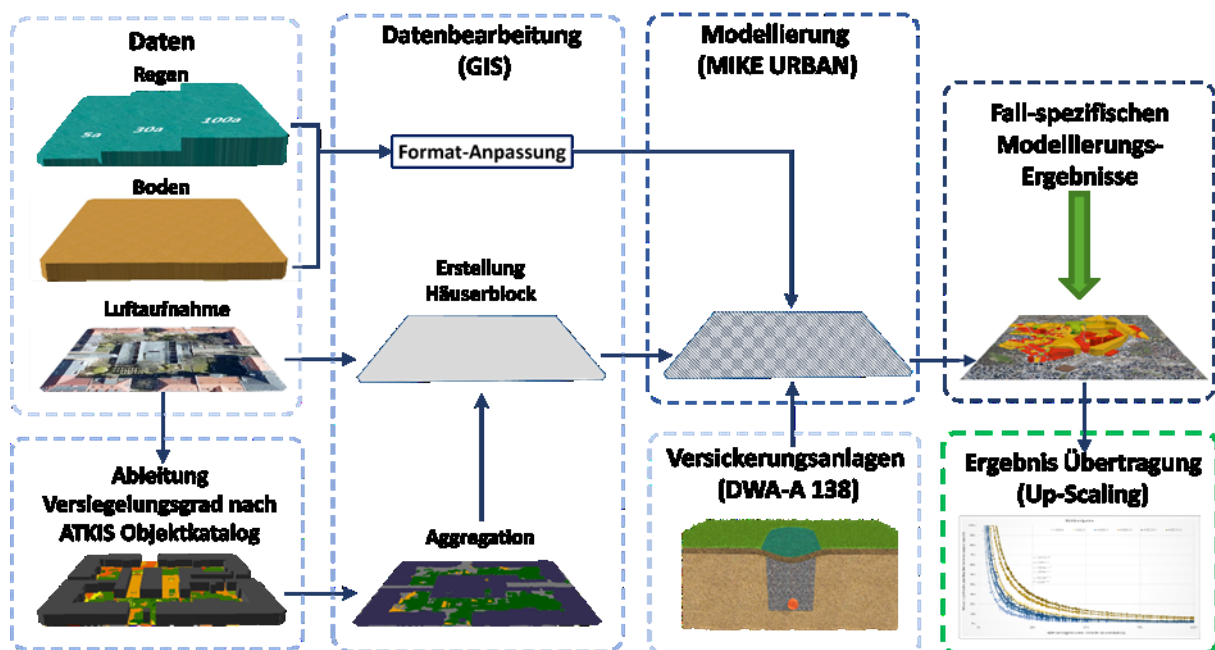 Daten
Regen
5a
30a
100a
Boden
Luftaufnahme
Ableitung
Versiegelungsgrad nach
ATKIS Objektkatalog
Datenbearbeitung
(GIS)
Format-Anpassung
Erstellung
Häuserblock
Aggregation
Modellierung
(MIKE URBAN)
Versickerungsanlagen
(DWA-A 138)
Fall-spezifischen
Modellierungs-
Ergebnisse
Ergebnis Übertragung
(Up-Scaling)